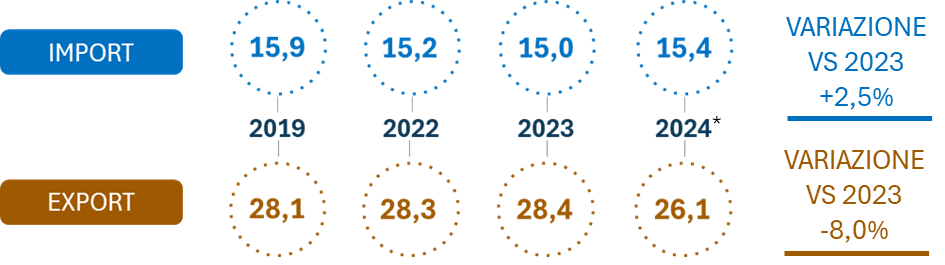 IMPORT
15,9
15,2
15,0
15,4
VARIAZIONE
VS 2023
+2,5%
2019
2022
2023
2024*
EXPORT
28,1
28,3
28,4
26,1
VARIAZIONE
VS 2023
-8,0%